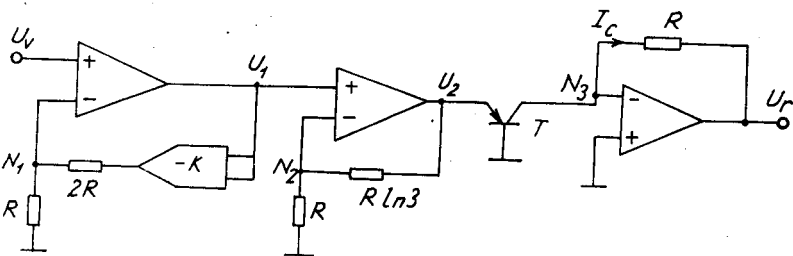 U_v
+
−
N_1
2R
−K
R
U_1
+
−
N_2
R ln3
R
U_2
T
I_C
R
N_3
−
+
U_r